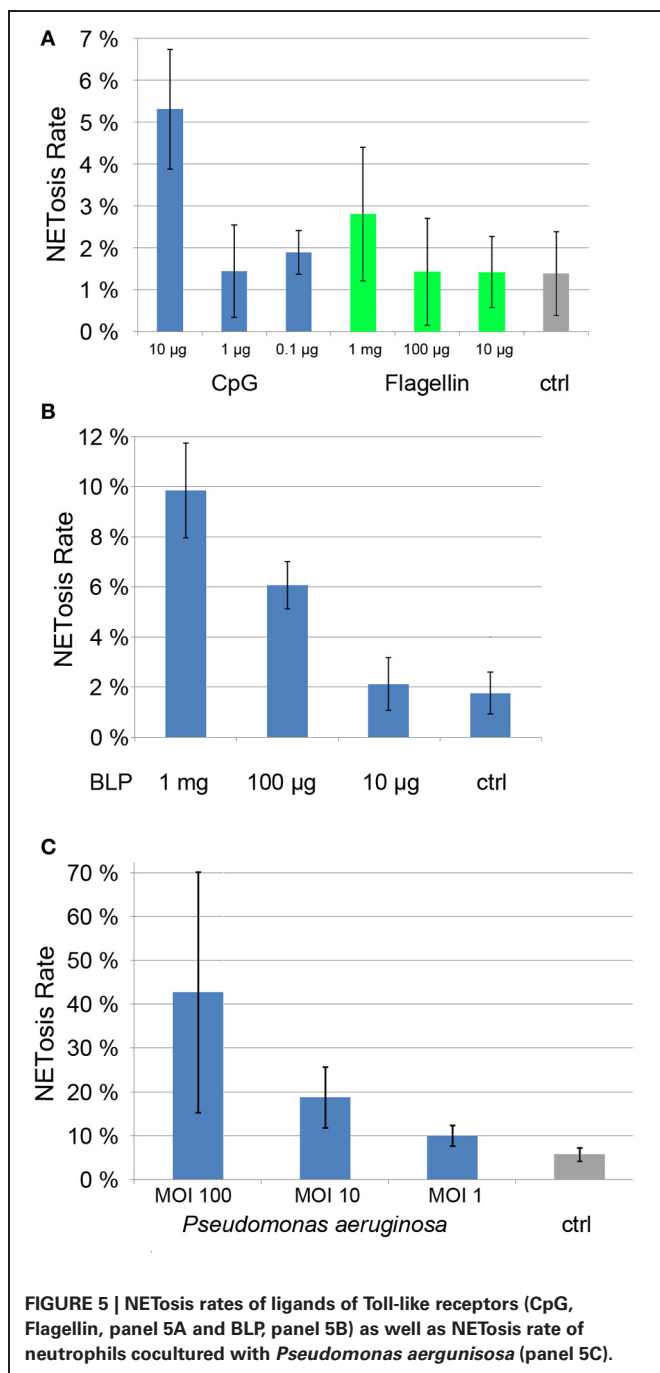 A
7 %
6 %
5 %
4 %
3 %
2 %
1 %
0 %
NETosis Rate
10 µg 1 µg 0.1 µg 1 mg 100 µg 10 µg
CpG Flagellin ctrl
B
12 %
10 %
8 %
6 %
4 %
2 %
0 %
NETosis Rate
BLP 1 mg 100 µg 10 µg ctrl
C
70 %
60 %
50 %
40 %
30 %
20 %
10 %
0 %
NETosis Rate
MOI 100 MOI 10 MOI 1
Pseudomonas aeruginosa ctrl
FIGURE 5 | NETosis rates of ligands of Toll-like receptors (CpG,
Flagellin, panel 5A and BLP, panel 5B) as well as NETosis rate of
neutrophils cocultured with Pseudomonas aergunisosa (panel 5C).